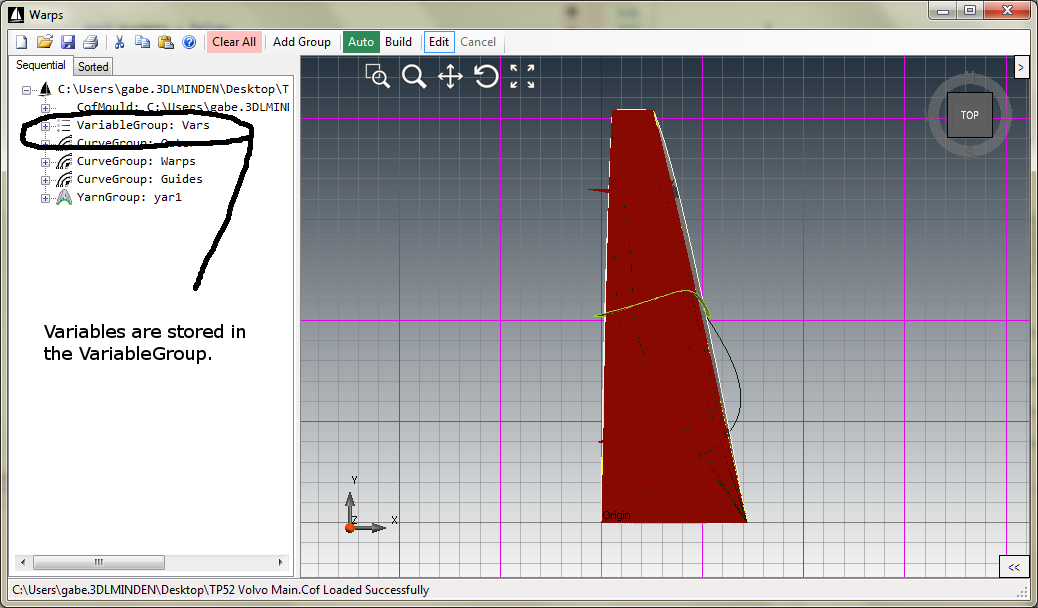 Warps
Clear All Add Group Auto Build Edit Cancel
Sequential Sorted
C:\Users\gabe.3DLMINDEN\Desktop\T
CofMould: C:\Users\gabe.3DLMIN
VariableGroup: Vars
CurveGroup:
CurveGroup: Warps
CurveGroup: Guides
YarnGroup: yar1
Variables are stored in
the VariableGroup.
>
N
TOP
S
Origin
Y
Z X
<<
C:\Users\gabe.3DLMINDEN\Desktop\TP52 Volvo Main.Cof Loaded Successfully